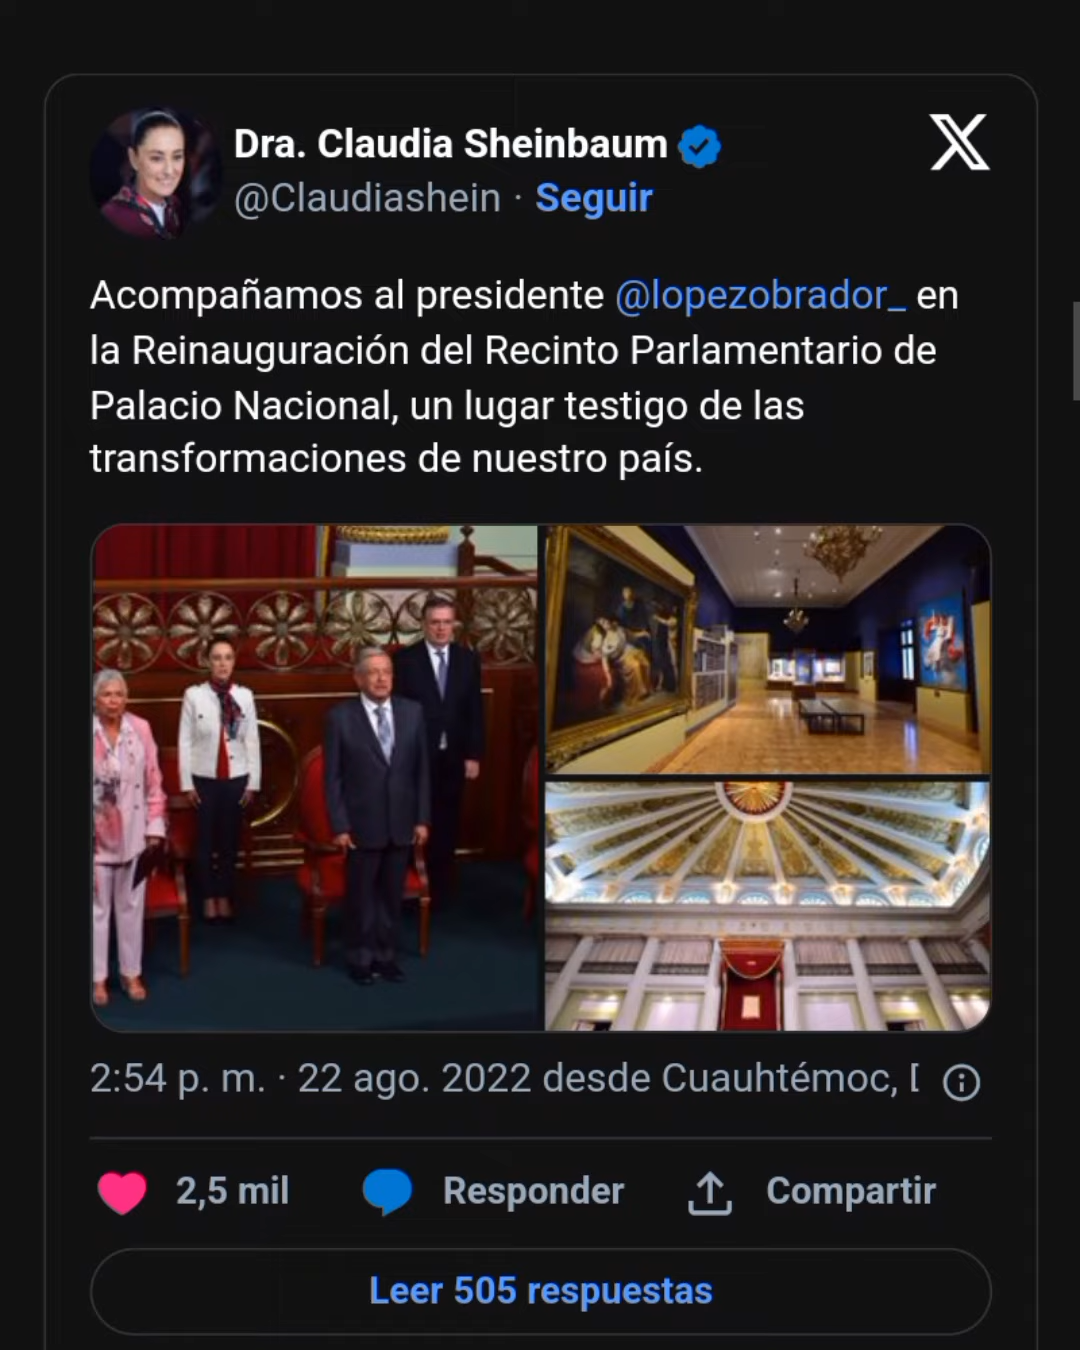 Dra. Claudia Sheinbaum
@Claudiashein · Seguir
Acompañamos al presidente @lopezobrador_ en
la Reinauguración del Recinto Parlamentario de
Palacio Nacional, un lugar testigo de las
transformaciones de nuestro país.
2:54 p. m. · 22 ago. 2022 desde Cuauhtémoc,
2,5 mil Responder Compartir
Leer 505 respuestas